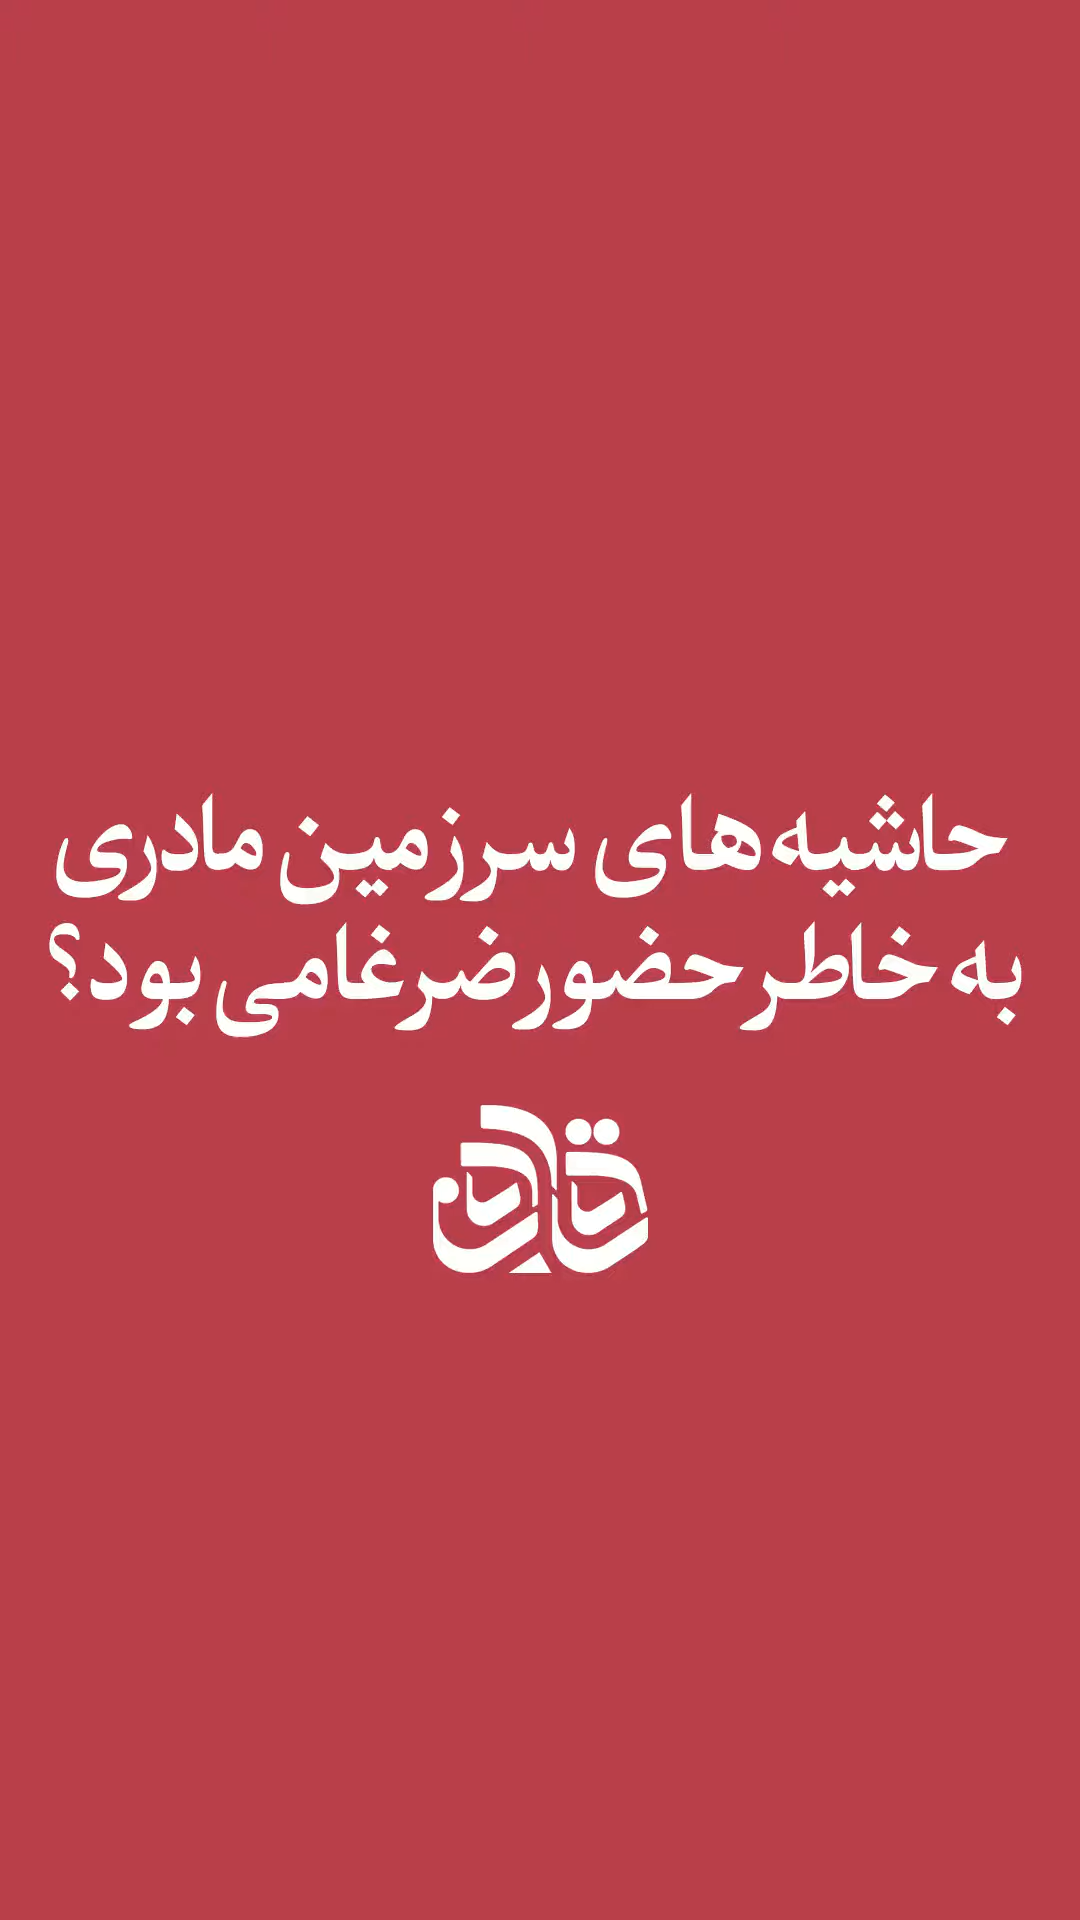 حاشیه‌های سرزمین مادری
به خاطر حضور ضرغامی بود؟